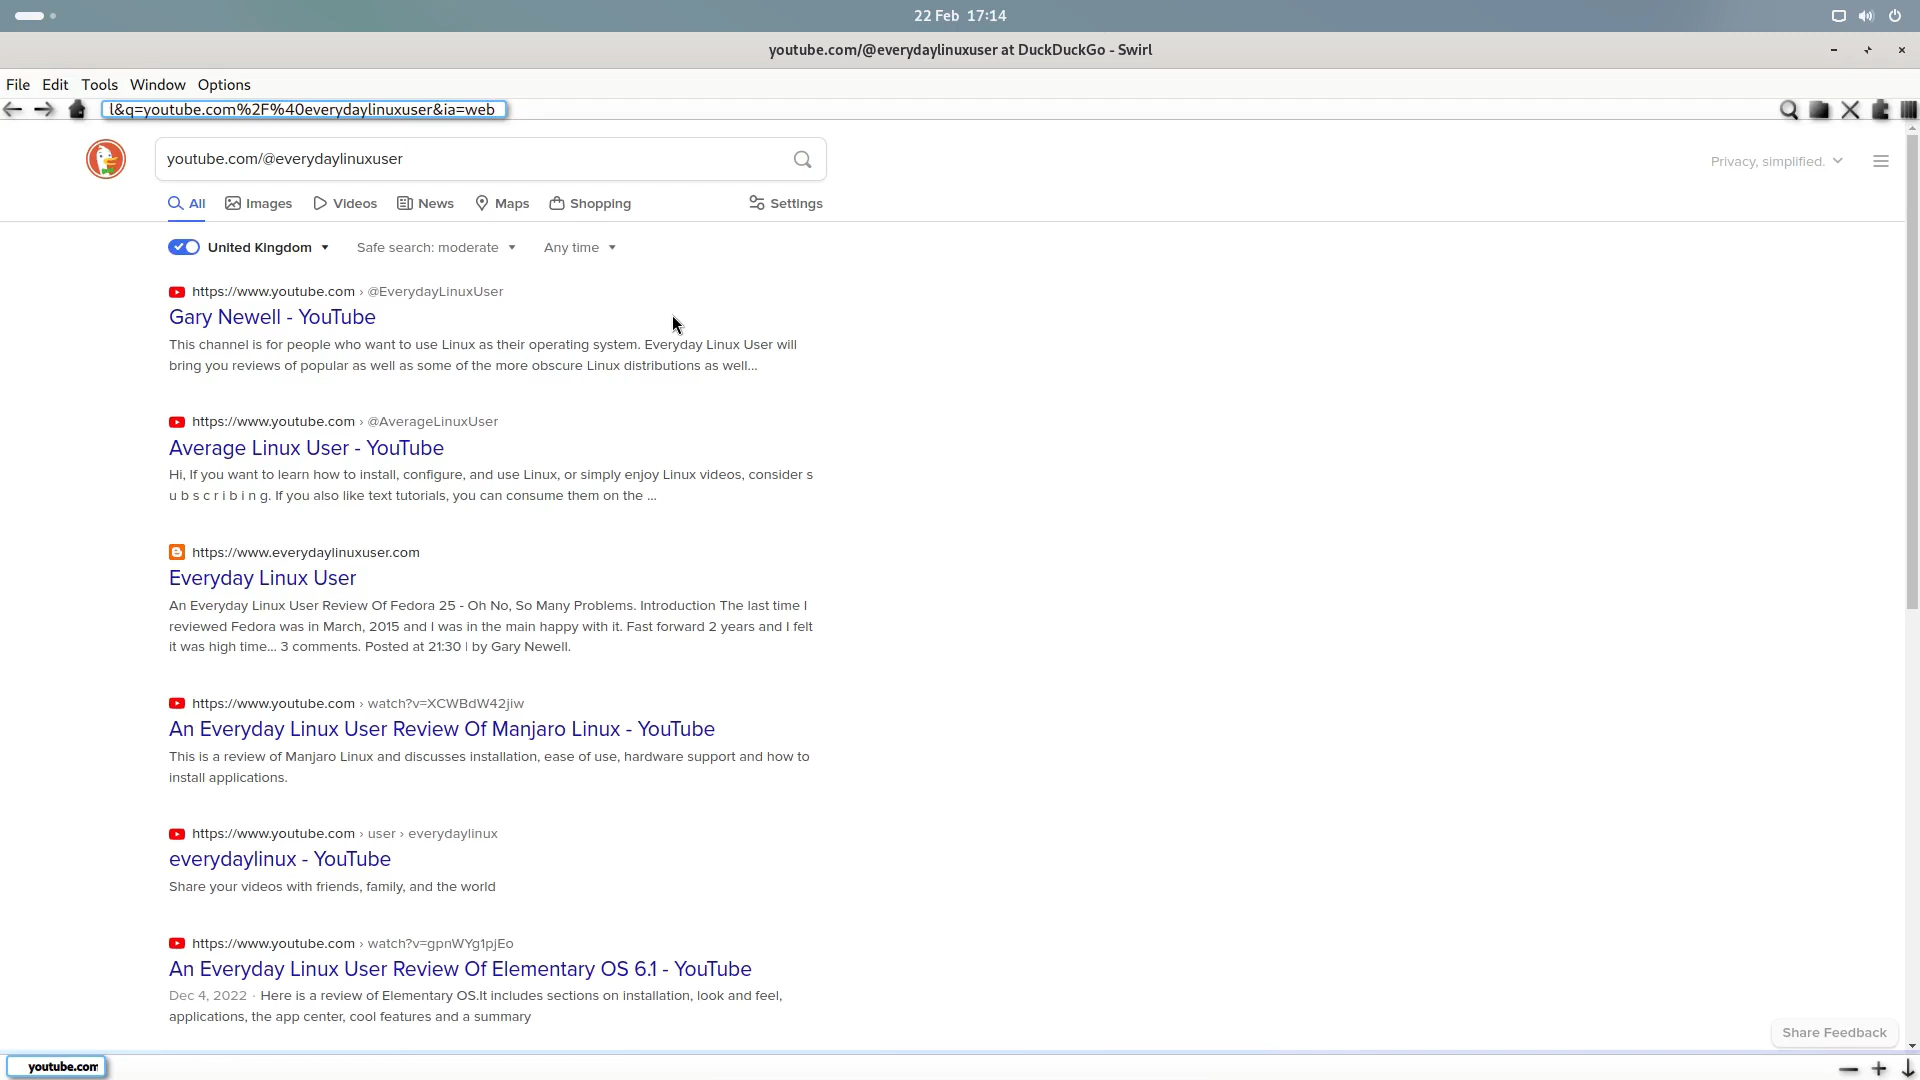 22 Feb 17:14
youtube.com/@everydaylinuxuser at DuckDuckGo - Swirl
File Edit Tools Window Options
l&q=youtube.com%2F%40everydaylinuxuser&ia=web
youtube.com/@everydaylinuxuser
Privacy, simplified.
All Images Videos News Maps Shopping Settings
United Kingdom Safe search: moderate Any time
https://www.youtube.com › @EverydayLinuxUser
Gary Newell - YouTube
This channel is for people who want to use Linux as their operating system. Everyday Linux User will
bring you reviews of popular as well as some of the more obscure Linux distributions as well...
https://www.youtube.com › @AverageLinuxUser
Average Linux User - YouTube
Hi, If you want to learn how to install, configure, and use Linux, or simply enjoy Linux videos, consider s
u b s c r i b i n g. If you also like text tutorials, you can consume them on the ...
https://www.everydaylinuxuser.com
Everyday Linux User
An Everyday Linux User Review Of Fedora 25 - Oh No, So Many Problems. Introduction The last time I
reviewed Fedora was in March, 2015 and I was in the main happy with it. Fast forward 2 years and I felt
it was high time... 3 comments. Posted at 21:30 | by Gary Newell.
https://www.youtube.com › watch?v=XCWBdW42jiw
An Everyday Linux User Review Of Manjaro Linux - YouTube
This is a review of Manjaro Linux and discusses installation, ease of use, hardware support and how to
install applications.
https://www.youtube.com › user › everydaylinux
everydaylinux - YouTube
Share your videos with friends, family, and the world
https://www.youtube.com › watch?v=gpnWYg1pjEo
An Everyday Linux User Review Of Elementary OS 6.1 - YouTube
Dec 4, 2022 · Here is a review of Elementary OS.It includes sections on installation, look and feel,
applications, the app center, cool features and a summary
Share Feedback
youtube.com